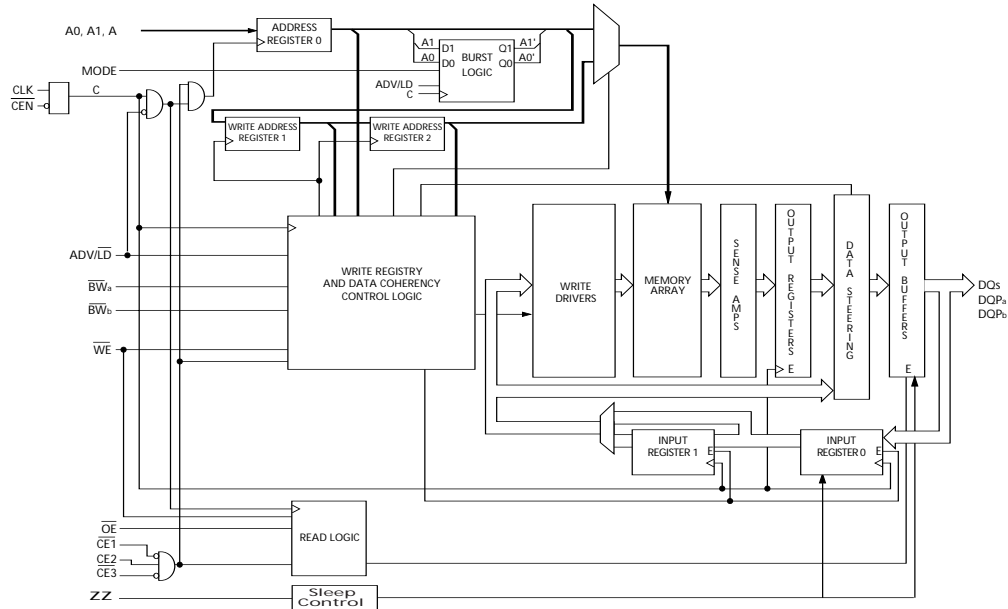 A0, A1, A
ADDRESS
REGISTER 0
A1
A0
D1
D0
BURST
LOGIC
Q1
Q0
A1'
A0'
MODE
ADV/LD
C
CLK
CEN
C
WRITE ADDRESS
REGISTER 1
WRITE ADDRESS
REGISTER 2
ADV/LD
BWa
BWb
WE
WRITE REGISTRY
AND DATA COHERENCY
CONTROL LOGIC
WRITE
DRIVERS
MEMORY
ARRAY
SENSE AMPS
OUTPUT REGISTERS
E
DATA STEERING
OUTPUT BUFFERS
E
DQs
DQPa
DQPb
INPUT
REGISTER 1
E
INPUT
REGISTER 0
E
OE
CE1
CE2
CE3
READ LOGIC
ZZ
Sleep
Control